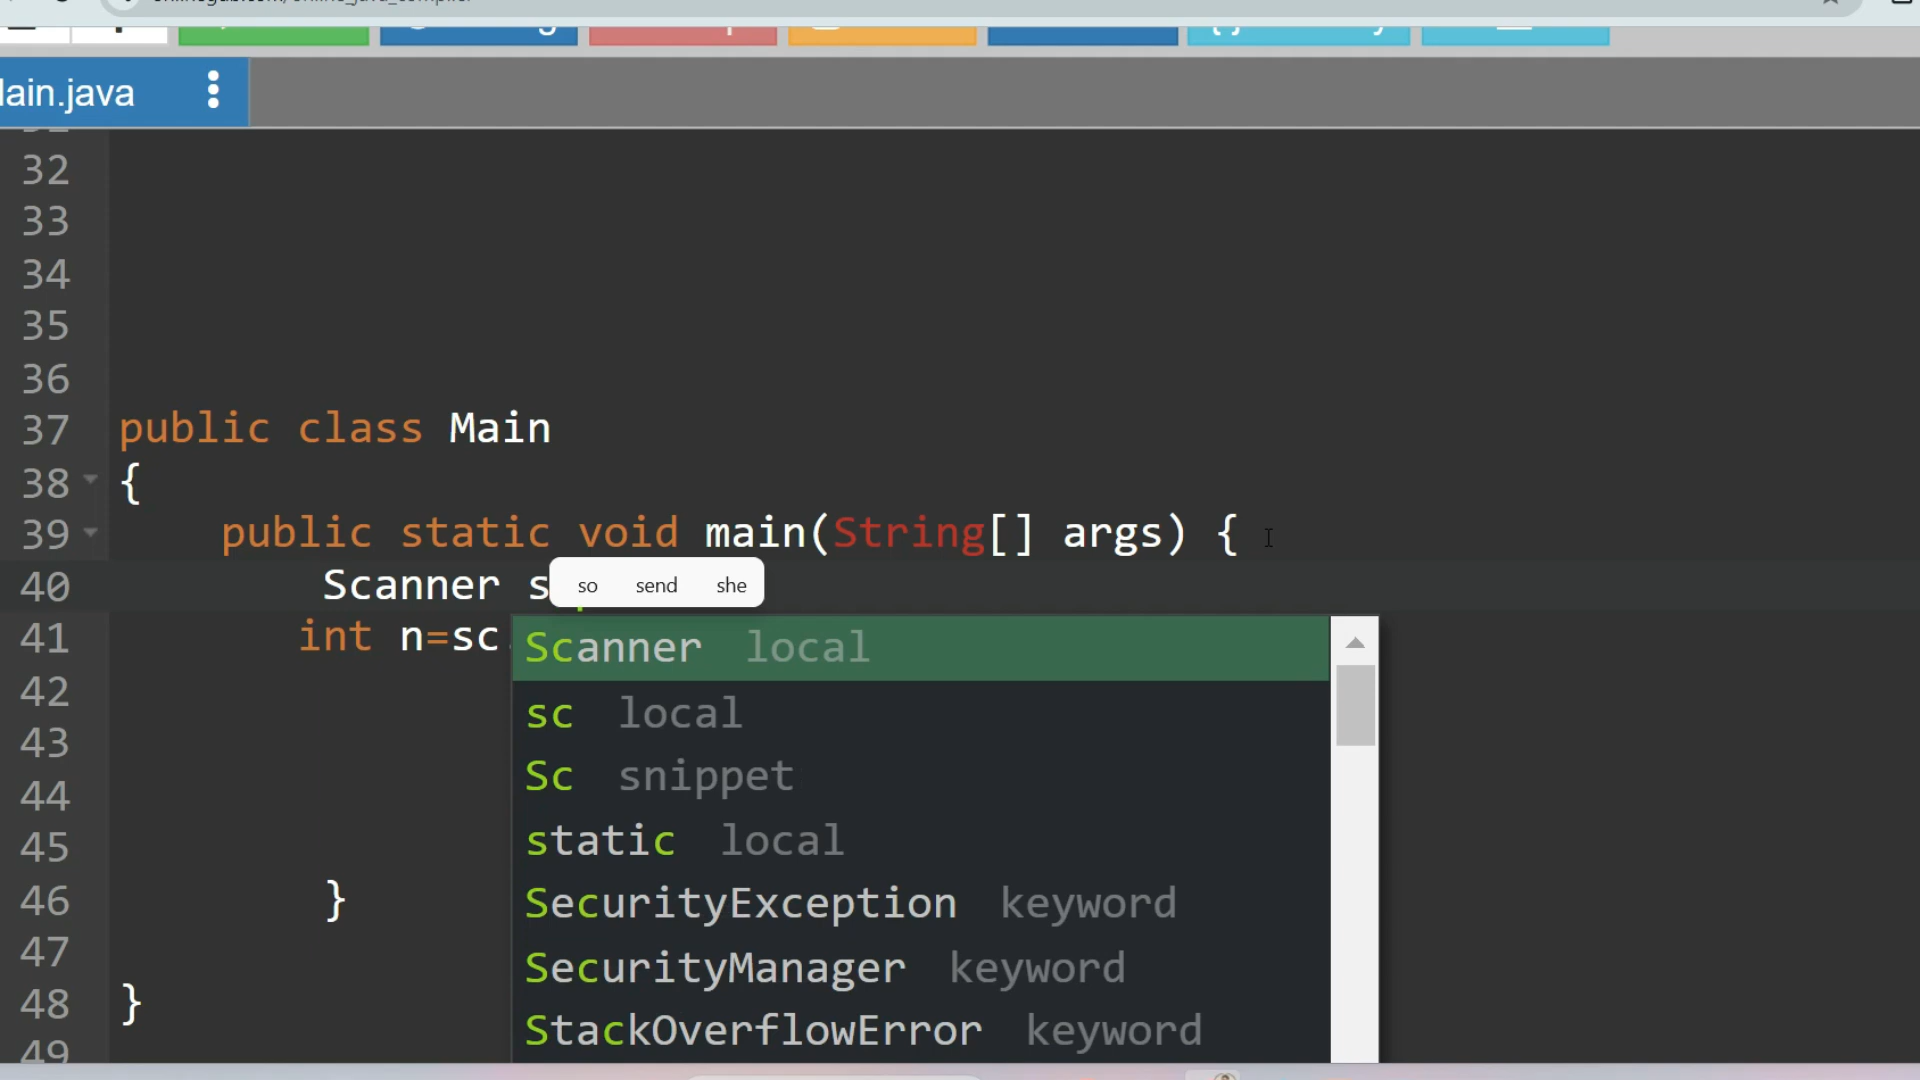 32
33
34
35
36
37 public class Main
38 {
39 public static void main(String[] args) {
40 Scanner s
so send she
41 int n=sc
Scanner local
sc local
Sc snippet
static local
SecurityException keyword
SecurityManager keyword
StackOverflowError keyword
42
43
44
45
46 }
47
48 }
49